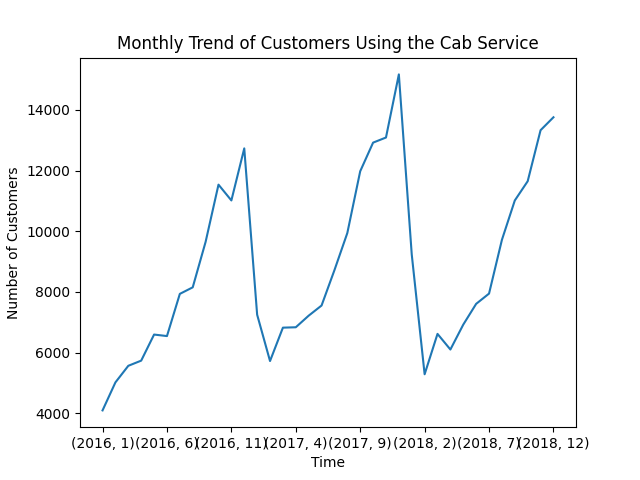 Monthly Trend of Customers Using the Cab Service
Number of Customers
14000
12000
10000
8000
6000
4000
(2016, 1) (2016, 6) (2016, 11) (2017, 4) (2017, 9) (2018, 2) (2018, 7) (2018, 12)
Time